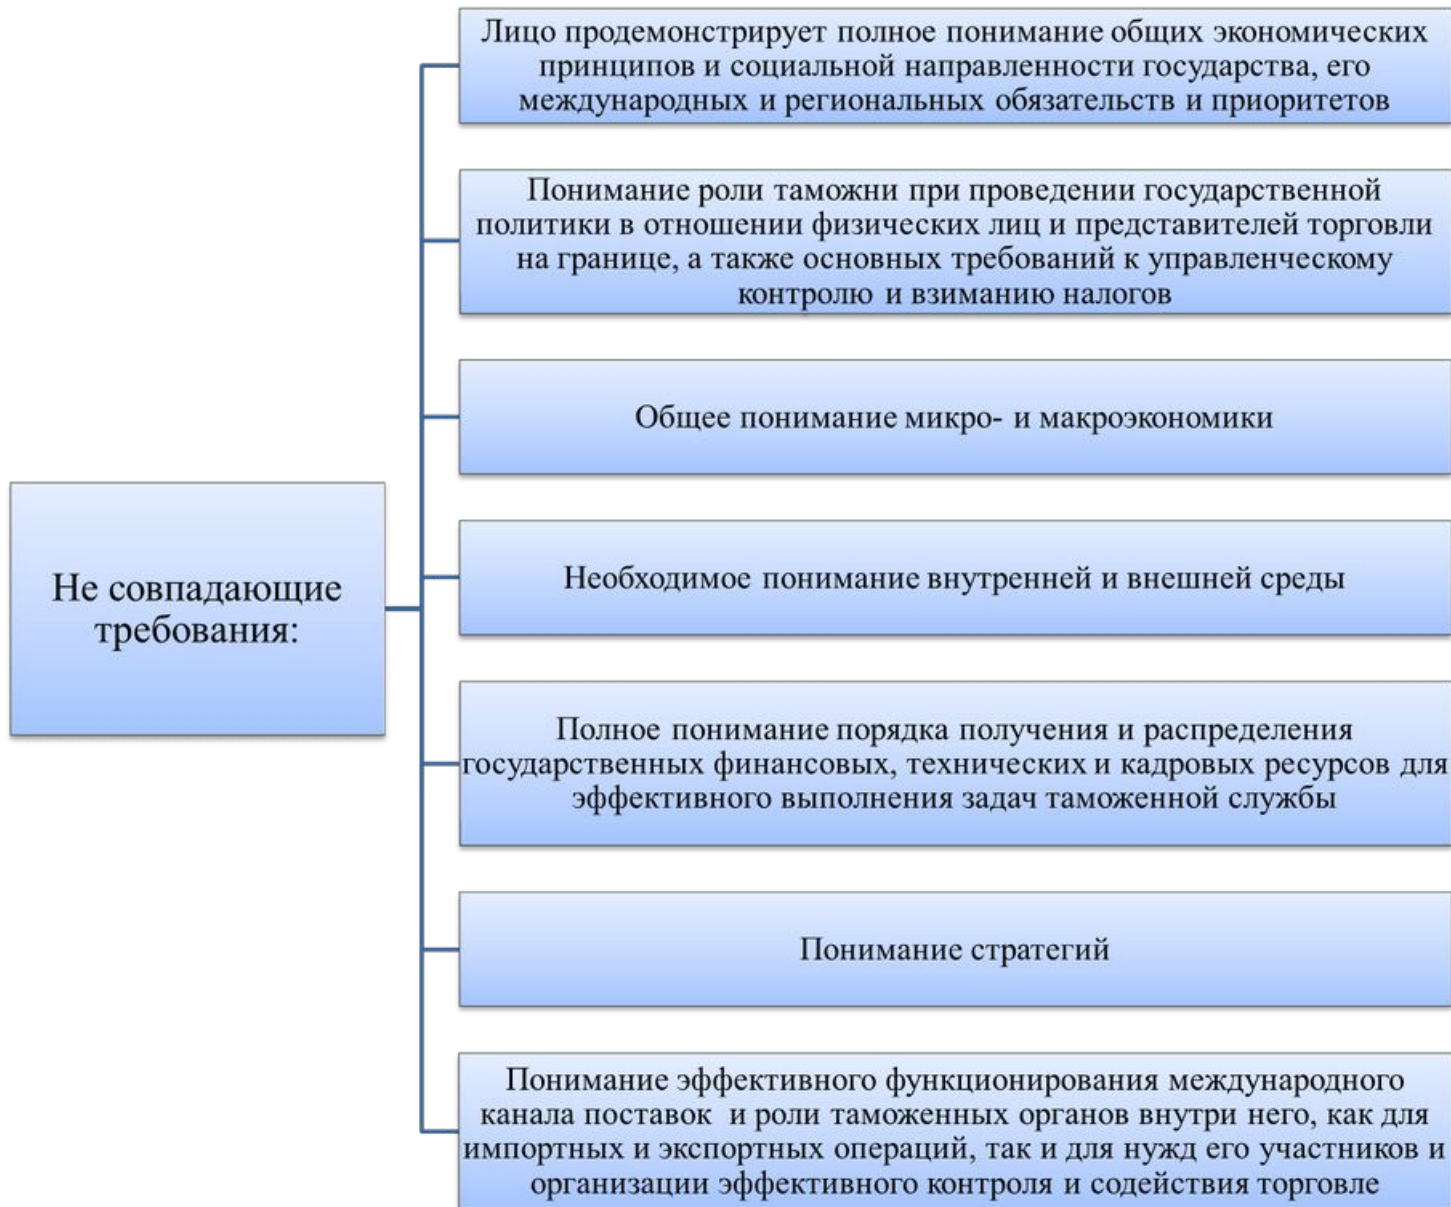 Лицо продемонстрирует полное понимание общих экономических
принципов и социальной направленности государства, его
международных и региональных обязательств и приоритетов
Понимание роли таможни при проведении государственной
политики в отношении физических лиц и представителей торговли
на границе, а также основных требований к управленческому
контролю и взиманию налогов
Общее понимание микро- и макроэкономики
Не совпадающие
требования:
Необходимое понимание внутренней и внешней среды
Полное понимание порядка получения и распределения
государственных финансовых, технических и кадровых ресурсов для
эффективного выполнения задач таможенной службы
Понимание стратегий
Понимание эффективного функционирования международного
канала поставок и роли таможенных органов внутри него, как для
импортных и экспортных операций, так и для нужд его участников и
организации эффективного контроля и содействия торговле